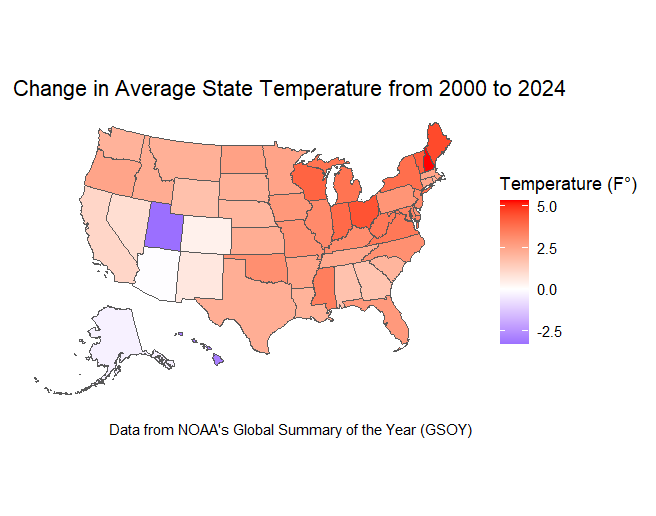 Change in Average State Temperature from 2000 to 2024
Temperature (F°)
5.0
2.5
0.0
-2.5
Data from NOAA's Global Summary of the Year (GSOY)